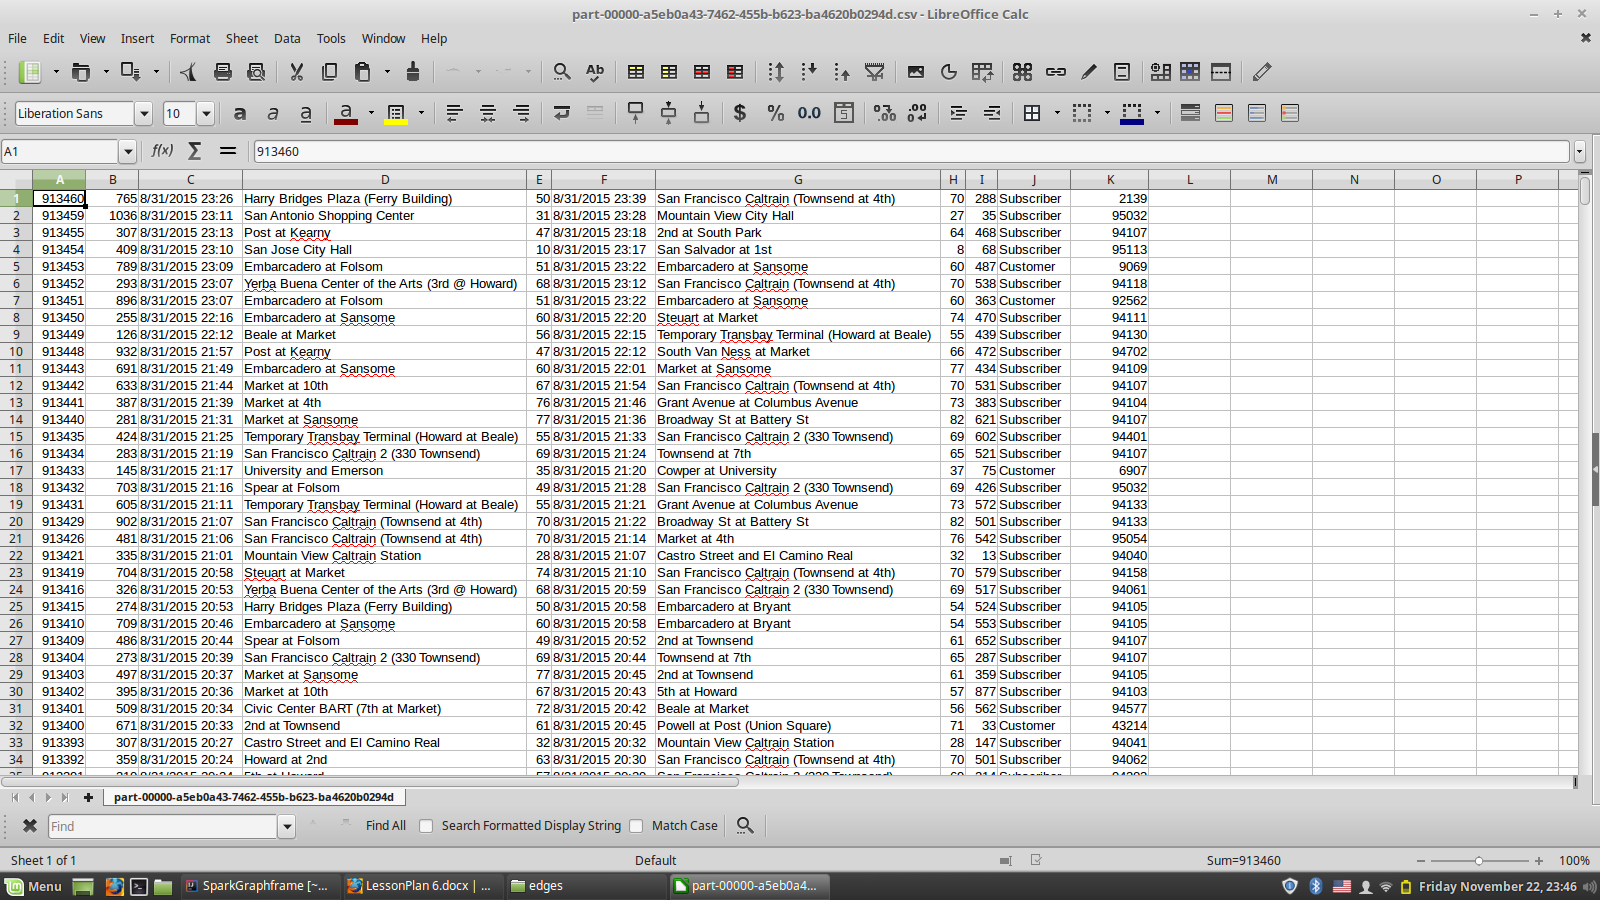 part-00000-a5eb0a43-7462-455b-b623-ba4620b0294d.csv - LibreOffice Calc
File Edit View Insert Format Sheet Data Tools Window Help
Liberation Sans 10
A1 f(x) Σ = 913460
A B C D E F G H I J K L M N O P
1 913460 765 8/31/2015 23:26 Harry Bridges Plaza (Ferry Building) 50 8/31/2015 23:39 San Francisco Caltrain (Townsend at 4th) 70 288 Subscriber 2139
2 913459 1036 8/31/2015 23:11 San Antonio Shopping Center 31 8/31/2015 23:28 Mountain View City Hall 27 35 Subscriber 95032
3 913455 307 8/31/2015 23:13 Post at Kearny 47 8/31/2015 23:18 2nd at South Park 64 468 Subscriber 94107
4 913454 409 8/31/2015 23:10 San Jose City Hall 10 8/31/2015 23:17 San Salvador at 1st 8 68 Subscriber 95113
5 913453 789 8/31/2015 23:09 Embarcadero at Folsom 51 8/31/2015 23:22 Embarcadero at Sansome 60 487 Customer 9069
6 913452 293 8/31/2015 23:07 Yerba Buena Center of the Arts (3rd @ Howard) 68 8/31/2015 23:12 San Francisco Caltrain (Townsend at 4th) 70 538 Subscriber 94118
7 913451 896 8/31/2015 23:07 Embarcadero at Folsom 51 8/31/2015 23:22 Embarcadero at Sansome 60 363 Customer 92562
8 913450 255 8/31/2015 22:16 Embarcadero at Sansome 60 8/31/2015 22:20 Steuart at Market 74 470 Subscriber 94111
9 913449 126 8/31/2015 22:12 Beale at Market 56 8/31/2015 22:15 Temporary Transbay Terminal (Howard at Beale) 55 439 Subscriber 94130
10 913448 932 8/31/2015 21:57 Post at Kearny 47 8/31/2015 22:12 South Van Ness at Market 66 472 Subscriber 94702
11 913443 691 8/31/2015 21:49 Embarcadero at Sansome 60 8/31/2015 22:01 Market at Sansome 77 434 Subscriber 94109
12 913442 633 8/31/2015 21:44 Market at 10th 67 8/31/2015 21:54 San Francisco Caltrain (Townsend at 4th) 70 531 Subscriber 94107
13 913441 387 8/31/2015 21:39 Market at 4th 76 8/31/2015 21:46 Grant Avenue at Columbus Avenue 73 383 Subscriber 94104
14 913440 281 8/31/2015 21:31 Market at Sansome 77 8/31/2015 21:36 Broadway St at Battery St 82 621 Subscriber 94107
15 913435 424 8/31/2015 21:25 Temporary Transbay Terminal (Howard at Beale) 55 8/31/2015 21:33 San Francisco Caltrain 2 (330 Townsend) 69 602 Subscriber 94401
16 913434 283 8/31/2015 21:19 San Francisco Caltrain 2 (330 Townsend) 69 8/31/2015 21:24 Townsend at 7th 65 521 Subscriber 94107
17 913433 145 8/31/2015 21:17 University and Emerson 35 8/31/2015 21:20 Cowper at University 37 75 Customer 6907
18 913432 703 8/31/2015 21:16 Spear at Folsom 49 8/31/2015 21:28 San Francisco Caltrain 2 (330 Townsend) 69 426 Subscriber 95032
19 913431 605 8/31/2015 21:11 Temporary Transbay Terminal (Howard at Beale) 55 8/31/2015 21:21 Grant Avenue at Columbus Avenue 73 572 Subscriber 94133
20 913429 902 8/31/2015 21:07 San Francisco Caltrain (Townsend at 4th) 70 8/31/2015 21:22 Broadway St at Battery St 82 501 Subscriber 94133
21 913426 481 8/31/2015 21:06 San Francisco Caltrain (Townsend at 4th) 70 8/31/2015 21:14 Market at 4th 76 542 Subscriber 95054
22 913421 335 8/31/2015 21:01 Mountain View Caltrain Station 28 8/31/2015 21:07 Castro Street and El Camino Real 32 13 Subscriber 94040
23 913419 704 8/31/2015 20:58 Steuart at Market 74 8/31/2015 21:10 San Francisco Caltrain (Townsend at 4th) 70 579 Subscriber 94158
24 913416 326 8/31/2015 20:53 Yerba Buena Center of the Arts (3rd @ Howard) 68 8/31/2015 20:59 San Francisco Caltrain 2 (330 Townsend) 69 517 Subscriber 94061
25 913415 274 8/31/2015 20:53 Harry Bridges Plaza (Ferry Building) 50 8/31/2015 20:58 Embarcadero at Bryant 54 524 Subscriber 94105
26 913410 709 8/31/2015 20:46 Embarcadero at Sansome 60 8/31/2015 20:58 Embarcadero at Bryant 54 553 Subscriber 94105
27 913409 486 8/31/2015 20:44 Spear at Folsom 49 8/31/2015 20:52 2nd at Townsend 61 652 Subscriber 94107
28 913404 273 8/31/2015 20:39 San Francisco Caltrain 2 (330 Townsend) 69 8/31/2015 20:44 Townsend at 7th 65 287 Subscriber 94107
29 913403 497 8/31/2015 20:37 Market at Sansome 77 8/31/2015 20:45 2nd at Townsend 61 359 Subscriber 94105
30 913402 395 8/31/2015 20:36 Market at 10th 67 8/31/2015 20:43 5th at Howard 57 877 Subscriber 94103
31 913401 509 8/31/2015 20:34 Civic Center BART (7th at Market) 72 8/31/2015 20:42 Beale at Market 56 562 Subscriber 94577
32 913400 671 8/31/2015 20:33 2nd at Townsend 61 8/31/2015 20:45 Powell at Post (Union Square) 71 33 Customer 43214
33 913393 307 8/31/2015 20:27 Castro Street and El Camino Real 32 8/31/2015 20:32 Mountain View Caltrain Station 28 147 Subscriber 94041
34 913392 359 8/31/2015 20:24 Howard at 2nd 63 8/31/2015 20:30 San Francisco Caltrain (Townsend at 4th) 70 501 Subscriber 94062
part-00000-a5eb0a43-7462-455b-b623-ba4620b0294d
Find Find All Search Formatted Display String Match Case
Sheet 1 of 1 Default Sum=913460 100%
Menu SparkGraphframe [~... LessonPlan 6.docx | ... edges part-00000-a5eb0a4... Friday November 22, 23:46